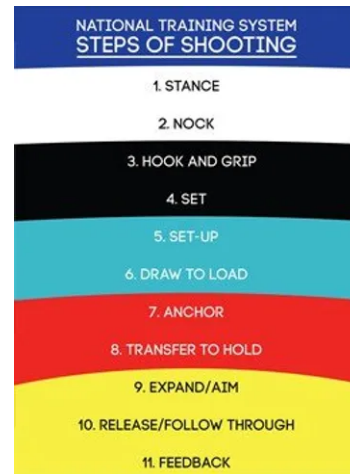 NATIONAL TRAINING SYSTEM
STEPS OF SHOOTING
1. STANCE
2. NOCK
3. HOOK AND GRIP
4. SET
5. SET-UP
6. DRAW TO LOAD
7. ANCHOR
8. TRANSFER TO HOLD
9. EXPAND/AIM
10. RELEASE/FOLLOW THROUGH
11. FEEDBACK